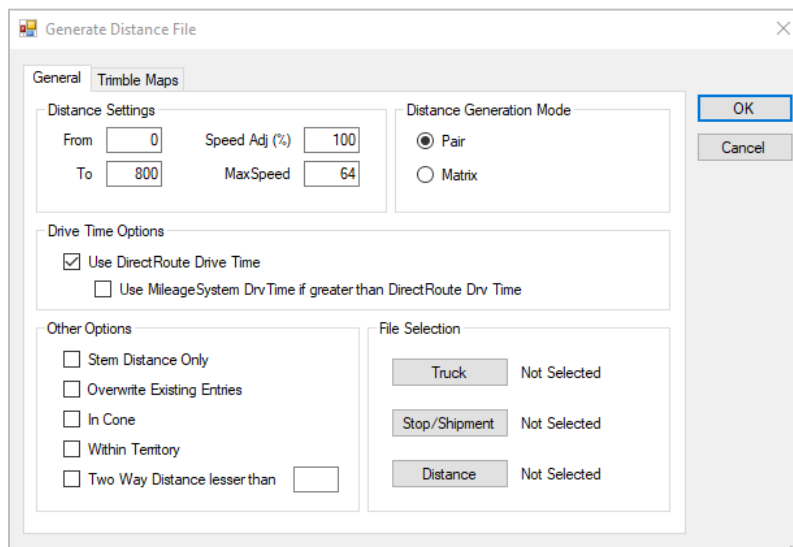 Generate Distance File
General Trimble Maps
Distance Settings
From 0 Speed Adj (%) 100
To 800 MaxSpeed 64
Distance Generation Mode
Pair
Matrix
OK
Cancel
Drive Time Options
Use DirectRoute Drive Time
Use MileageSystem DrvTime if greater than DirectRoute Drv Time
Other Options
Stem Distance Only
Overwrite Existing Entries
In Cone
Within Territory
Two Way Distance lesser than
File Selection
Truck Not Selected
Stop/Shipment Not Selected
Distance Not Selected